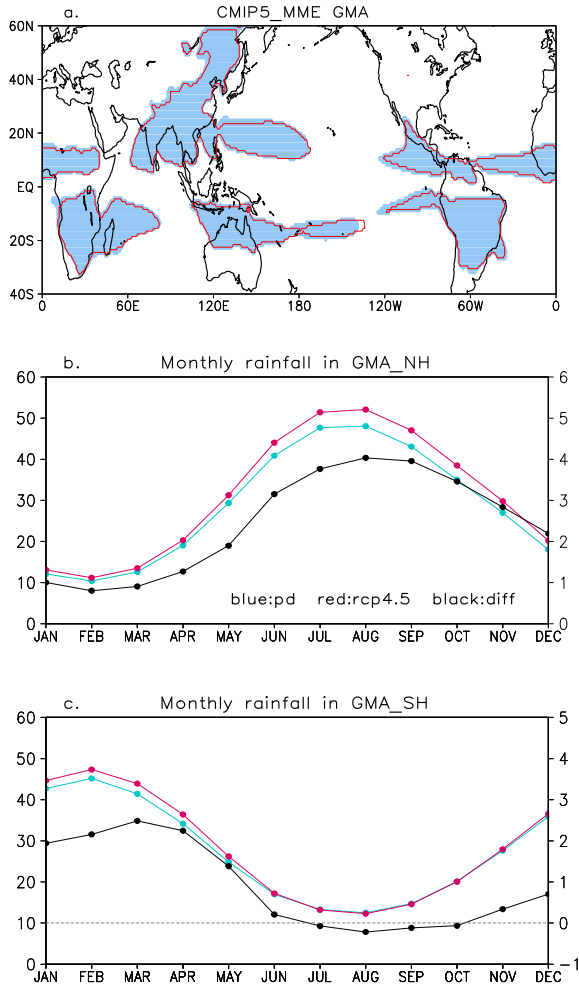 a. CMIP5_MME GMA
60N
40N
20N
EQ
20S
40S
0 60E 120E 180 120W 60W 0
b. Monthly rainfall in GMA_NH
60 6
50 5
40 4
30 3
20 2
10 1
0 0
blue:pd red:rcp4.5 black:diff
JAN FEB MAR APR MAY JUN JUL AUG SEP OCT NOV DEC
c. Monthly rainfall in GMA_SH
60 5
50 4
40 3
30 2
20 1
10 0
0 -1
JAN FEB MAR APR MAY JUN JUL AUG SEP OCT NOV DEC